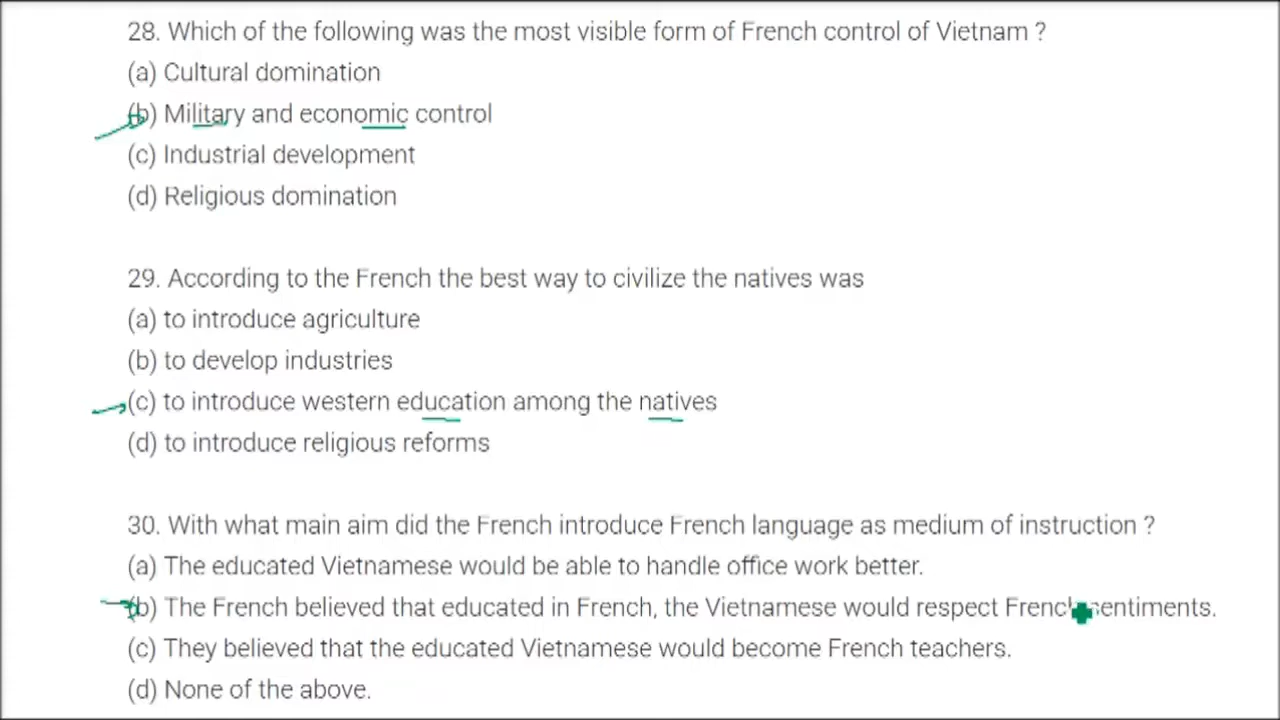 28. Which of the following was the most visible form of French control of Vietnam ?
(a) Cultural domination
(b) Military and economic control
(c) Industrial development
(d) Religious domination
29. According to the French the best way to civilize the natives was
(a) to introduce agriculture
(b) to develop industries
(c) to introduce western education among the natives
(d) to introduce religious reforms
30. With what main aim did the French introduce French language as medium of instruction ?
(a) The educated Vietnamese would be able to handle office work better.
(b) The French believed that educated in French, the Vietnamese would respect French sentiments.
(c) They believed that the educated Vietnamese would become French teachers.
(d) None of the above.